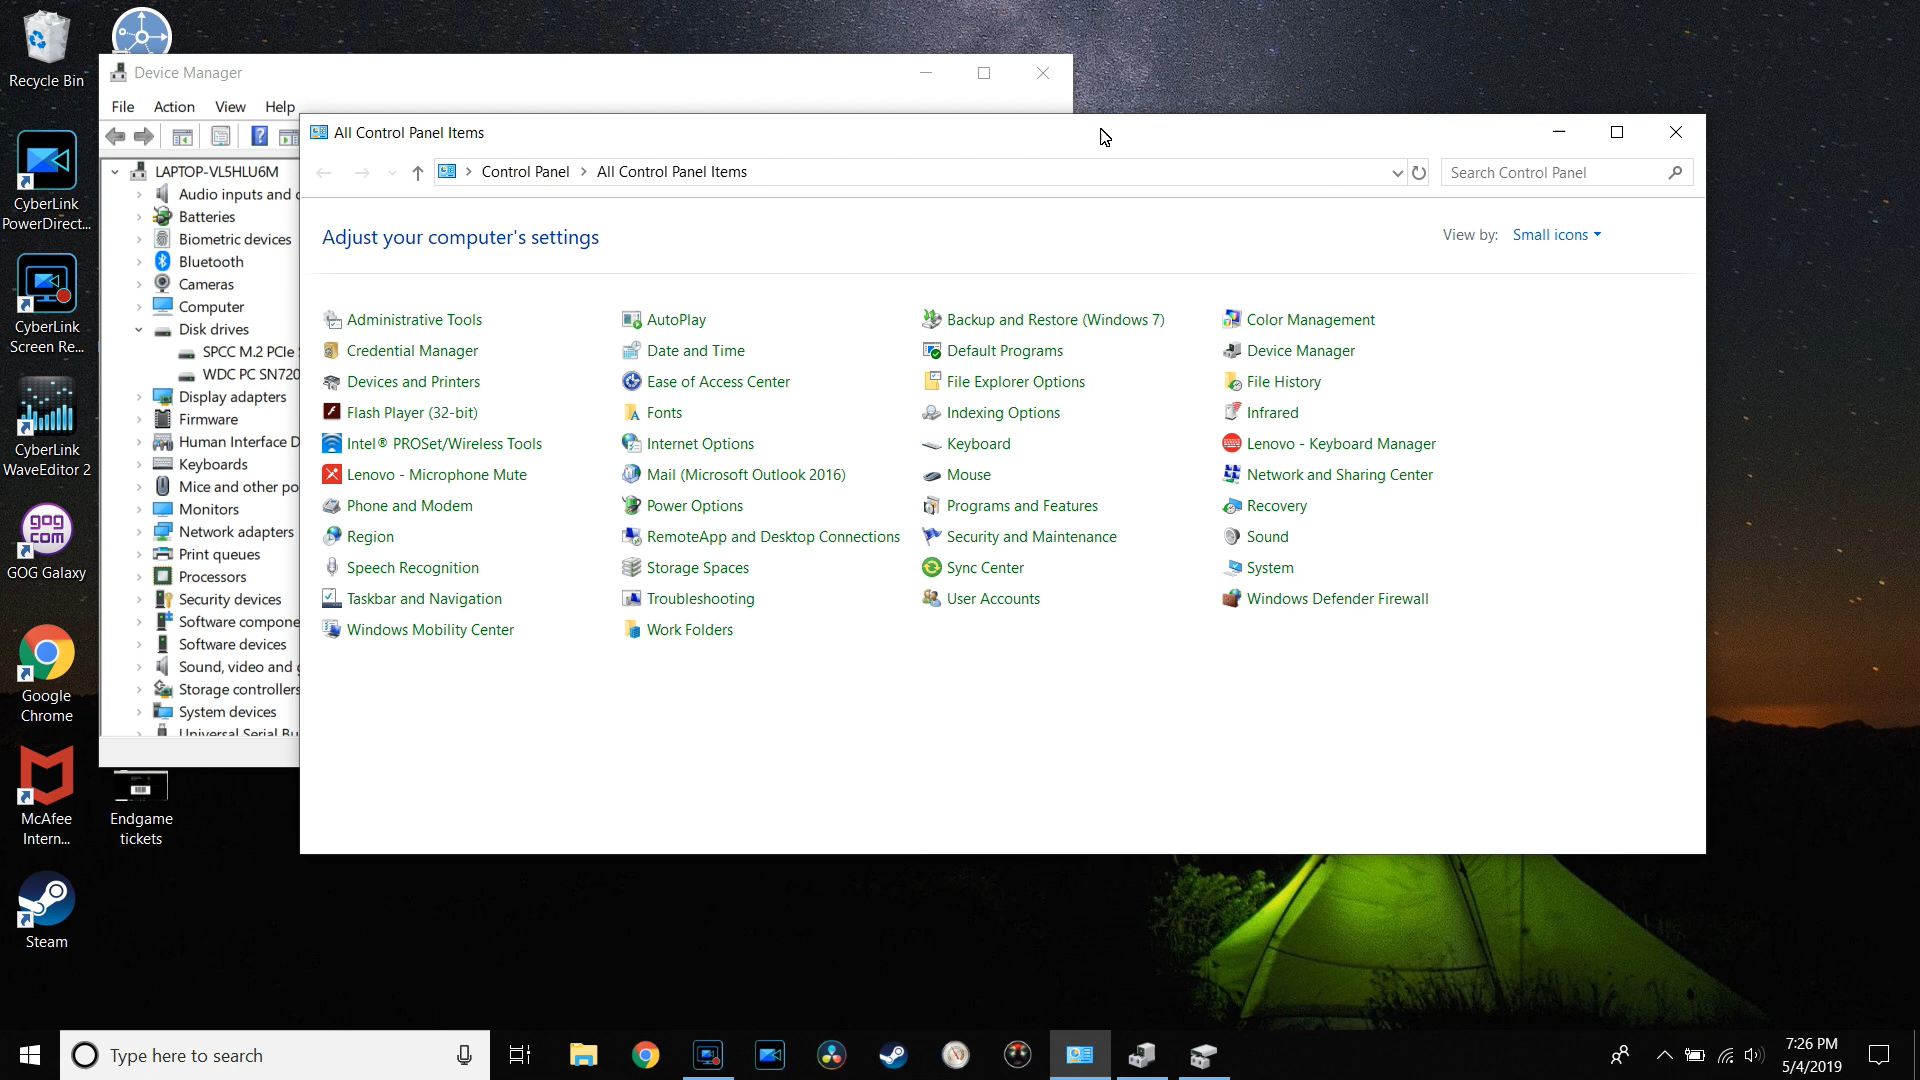 Recycle Bin
CyberLink
PowerDirect...
CyberLink
Screen Re...
CyberLink
WaveEditor 2
gog
com
GOG Galaxy
Google
Chrome
McAfee
Intern...
Steam
Endgame
tickets
Device Manager
File Action View Help
LAPTOP-VL5HLU6M
Audio inputs and
Batteries
Biometric devices
Bluetooth
Cameras
Computer
Disk drives
SPCC M.2 PCIe
WDC PC SN720
Display adapters
Firmware
Human Interface D
Keyboards
Mice and other po
Monitors
Network adapters
Print queues
Processors
Security devices
Software compone
Software devices
Sound, video and
Storage controllers
System devices
Universal Serial Bu
All Control Panel Items
Control Panel > All Control Panel Items
Search Control Panel
Adjust your computer's settings
View by: Small icons
Administrative Tools
AutoPlay
Backup and Restore (Windows 7)
Color Management
Credential Manager
Date and Time
Default Programs
Device Manager
Devices and Printers
Ease of Access Center
File Explorer Options
File History
Flash Player (32-bit)
Fonts
Indexing Options
Infrared
Intel® PROSet/Wireless Tools
Internet Options
Keyboard
Lenovo - Keyboard Manager
Lenovo - Microphone Mute
Mail (Microsoft Outlook 2016)
Mouse
Network and Sharing Center
Phone and Modem
Power Options
Programs and Features
Recovery
Region
RemoteApp and Desktop Connections
Security and Maintenance
Sound
Speech Recognition
Storage Spaces
Sync Center
System
Taskbar and Navigation
Troubleshooting
User Accounts
Windows Defender Firewall
Windows Mobility Center
Work Folders
Type here to search
7:26 PM
5/4/2019